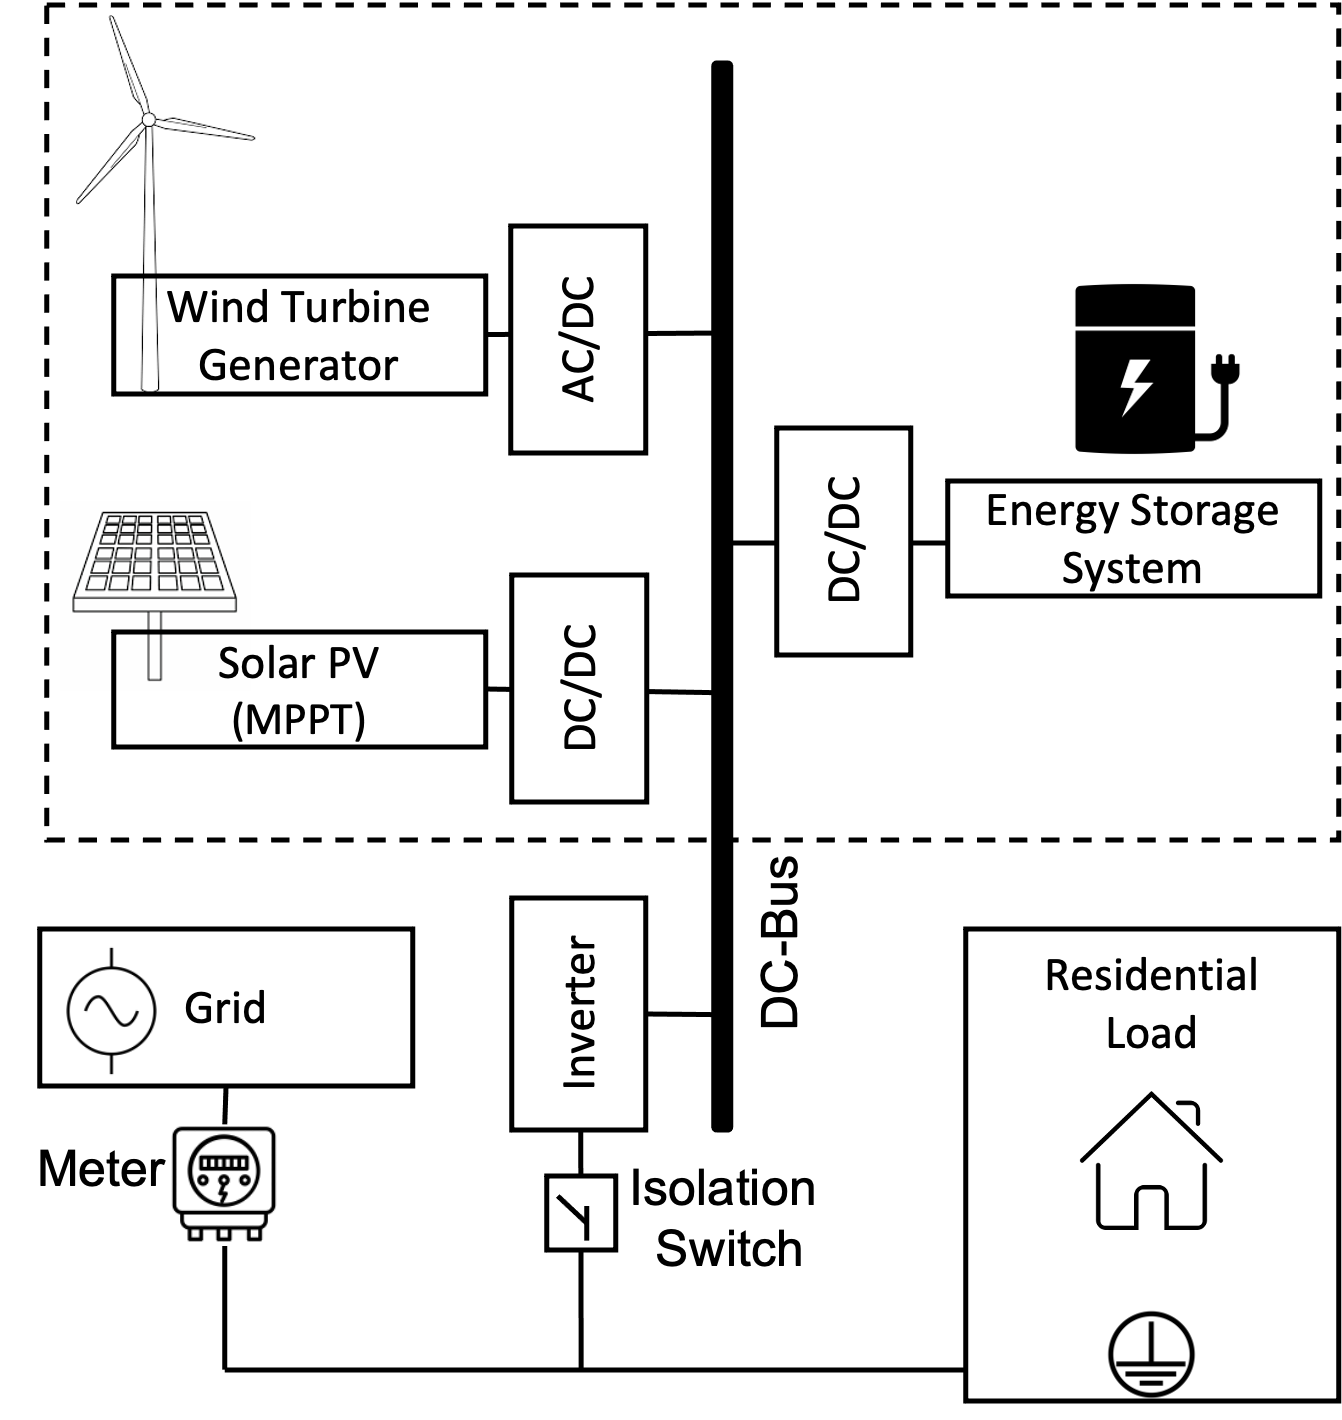 Wind Turbine
Generator
AC/DC
DC/DC
Energy Storage
System
Solar PV
(MPPT)
DC/DC
DC-Bus
Grid
Inverter
Residential
Load
Meter
Isolation
Switch